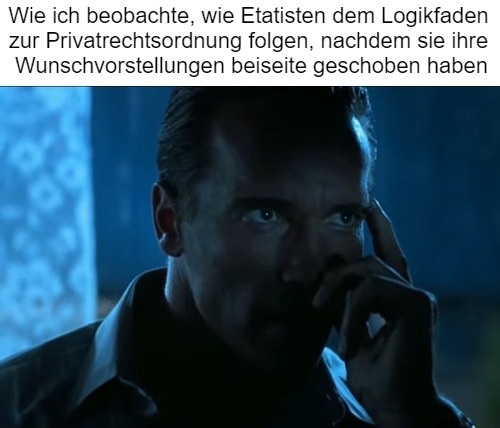 Wie ich beobachte, wie Etatisten dem Logikfaden
zur Privatrechtsordnung folgen, nachdem sie ihre
Wunschvorstellungen beiseite geschoben haben